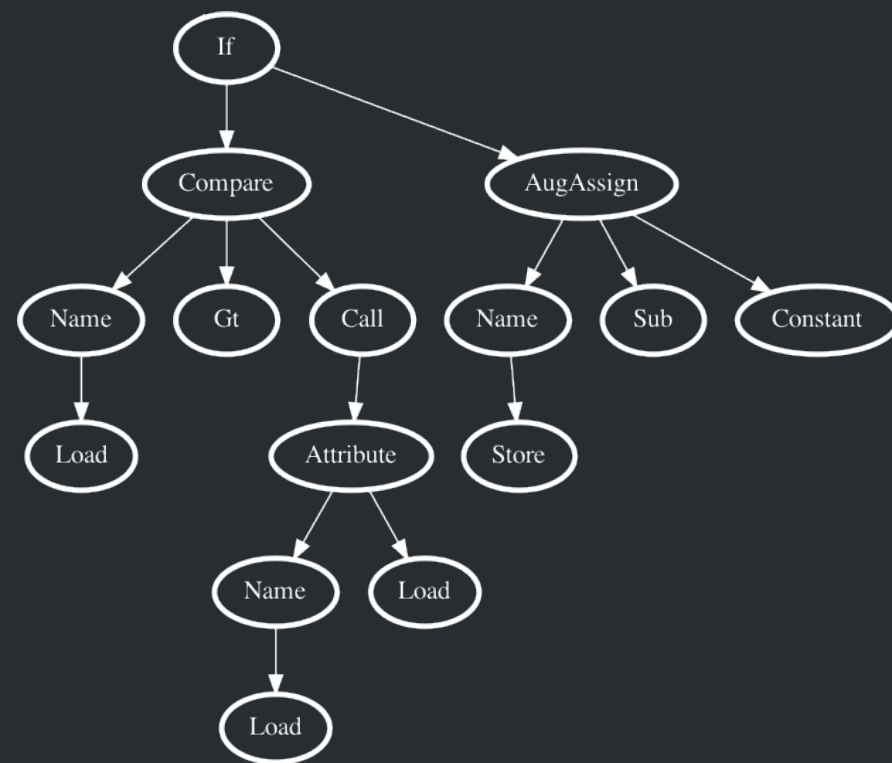 If
Compare
AugAssign
Name
Gt
Call
Name
Sub
Constant
Load
Attribute
Store
Name
Load
Load